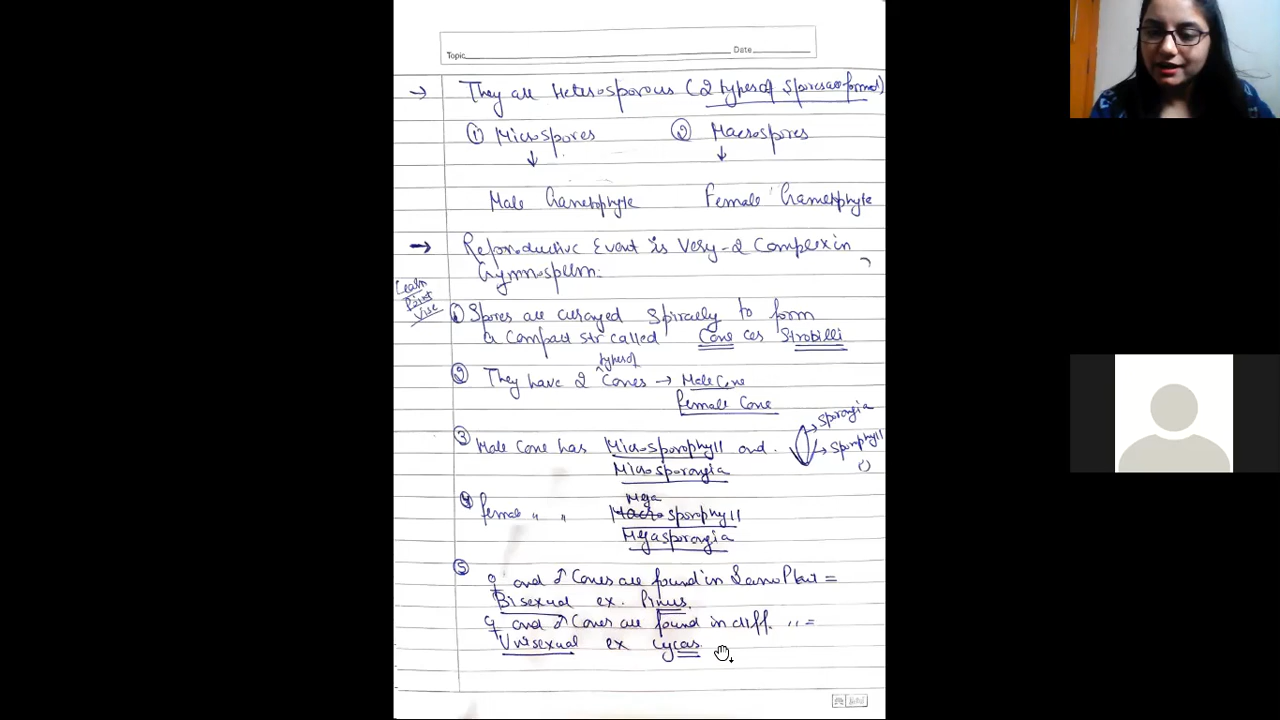 Topic Date
→ They are Heterosporous (2 types of Spores are formed)
① Microspores ② Macrospores
↓ ↓
Male Gametophyte Female Gametophyte
→ Reproductive Event is Very-2 Complex in
Gymnosperm.
Learn
Point
Vise
① Spores are arranged Spiraely to form
a Compact str called Cone or Strobilli
types of
② They have 2 ^ Cones → Male Cone
Female Cone
③ Male Cone has Microsporophyll and
Microsporangia
→ Sporangia
→ Sporophyll
()
④ female " " Mega
Macrosporophyll
Megasporangia
⑤ ♀ and ♂ Cones are found in Same Plant =
Bisexual ex. Pinus.
♀ and ♂ Cones are found in diff. " =
Unisexual ex Cycas.